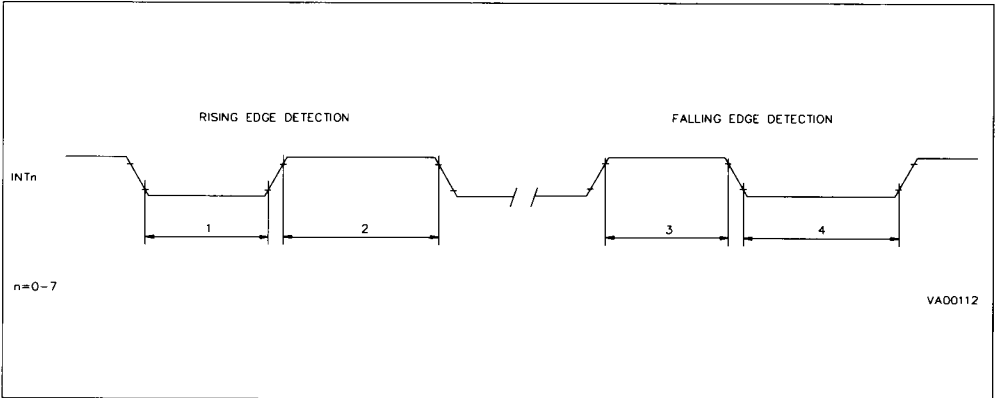 RISING EDGE DETECTION
FALLING EDGE DETECTION
INTn
1
2
3
4
n=0-7
VA00112